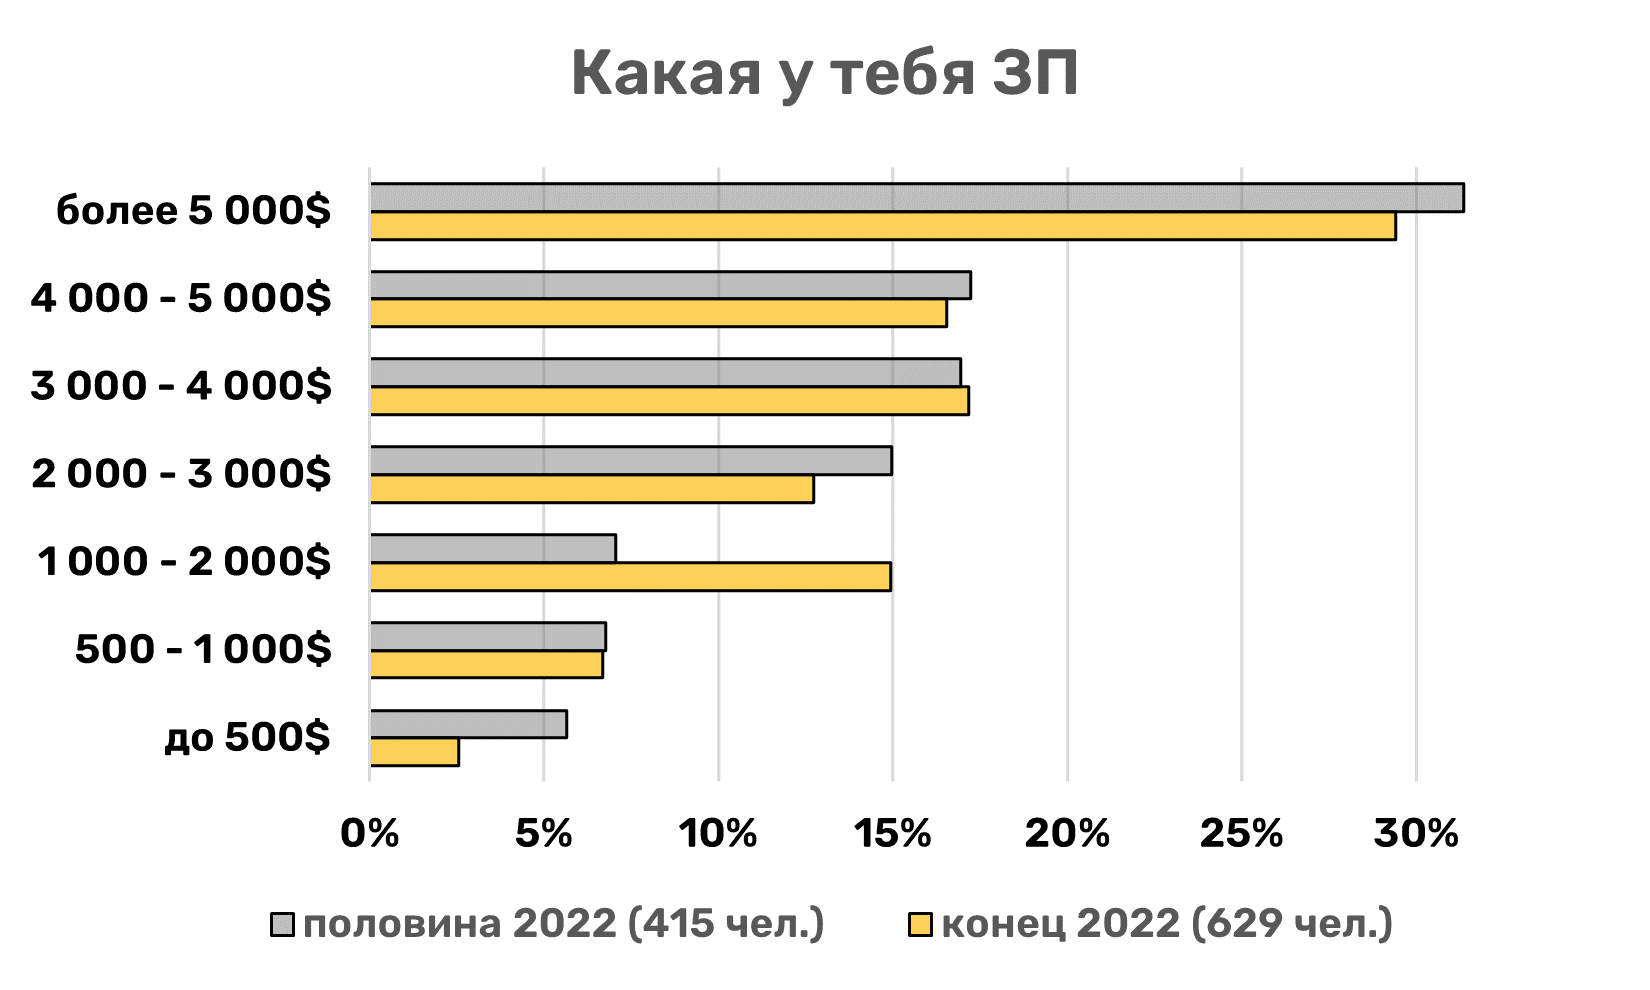 Какая у тебя ЗП
более 5 000$
4 000 - 5 000$
3 000 - 4 000$
2 000 - 3 000$
1 000 - 2 000$
500 - 1 000$
до 500$
0% 5% 10% 15% 20% 25% 30%
половина 2022 (415 чел.) конец 2022 (629 чел.)